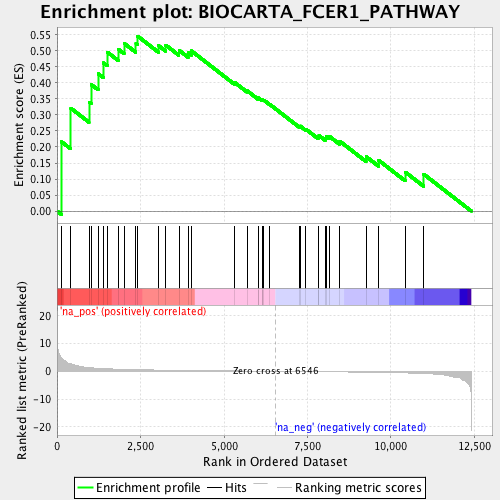 Enrichment plot: BIOCARTA_FCER1_PATHWAY
Enrichment score (ES)
0.55
0.50
0.45
0.40
0.35
0.30
0.25
0.20
0.15
0.10
0.05
0.00
'na_pos' (positively correlated)
Ranked list metric (PreRanked)
20
10
0
-10
-20
Zero cross at 6546
'na_neg' (negatively correlated)
0
2,500
5,000
7,500
10,000
12,500
Rank in Ordered Dataset
Enrichment profile
Hits
Ranking metric scores